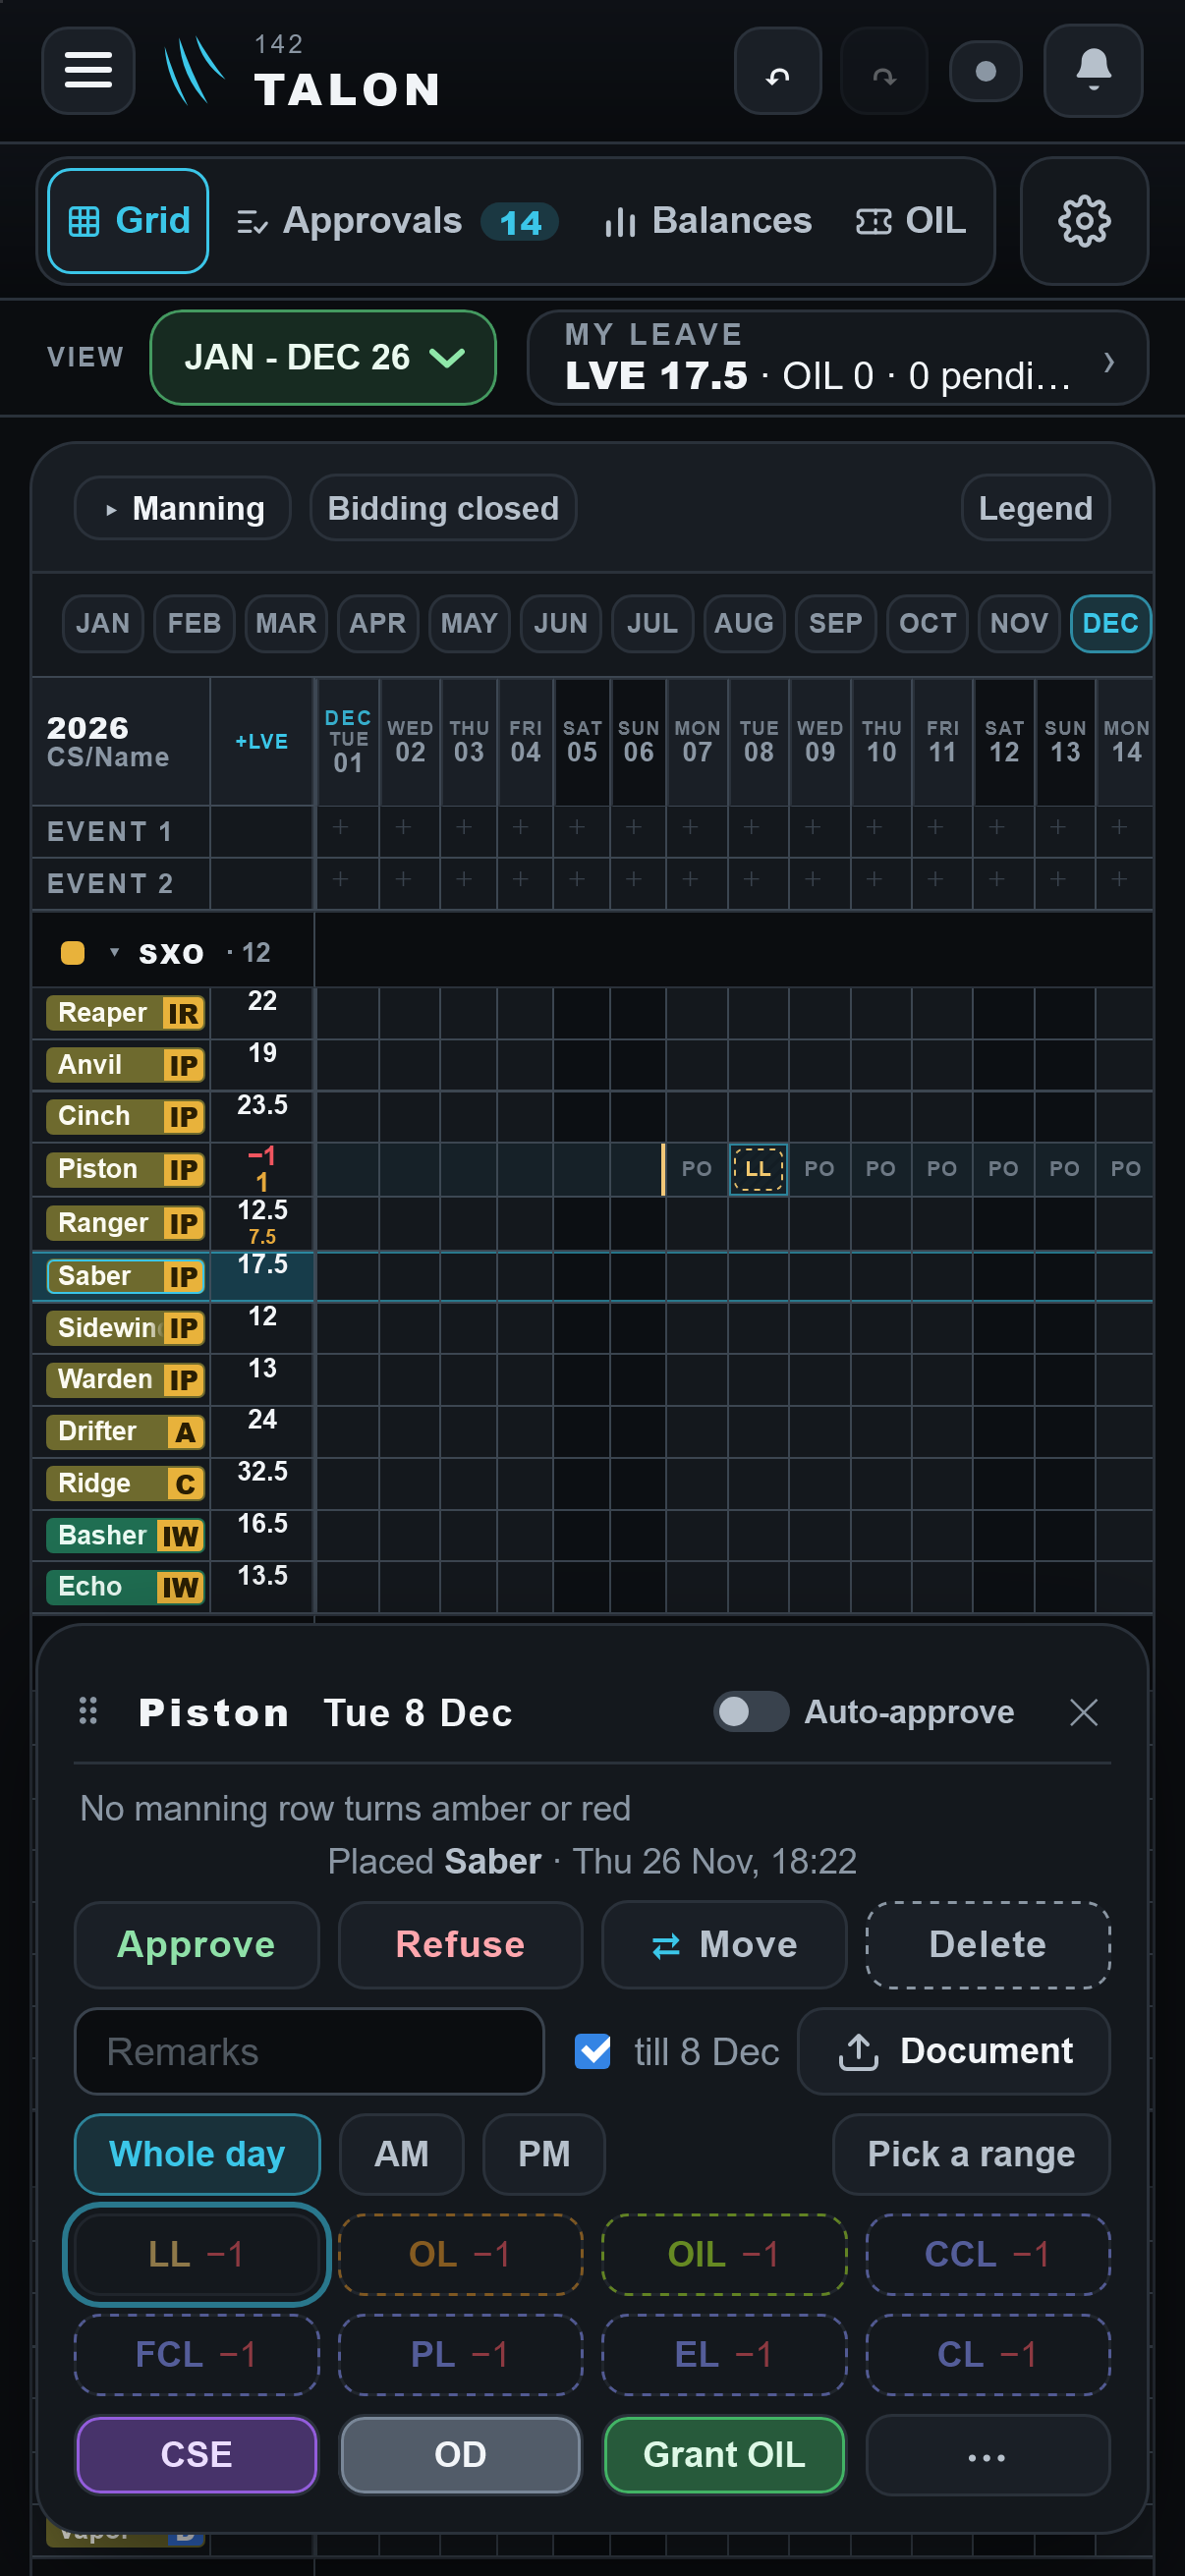 142
TALON
Grid
Approvals 14
Balances
OIL
VIEW
JAN - DEC 26
MY LEAVE
LVE 17.5 · OIL 0 · 0 pendi…
Manning
Bidding closed
Legend
JAN FEB MAR APR MAY JUN JUL AUG SEP OCT NOV DEC
2026
CS/Name
+LVE
DEC TUE 01
WED 02
THU 03
FRI 04
SAT 05
SUN 06
MON 07
TUE 08
WED 09
THU 10
FRI 11
SAT 12
SUN 13
MON 14
EVENT 1 + + + + + + + + + + + + + +
EVENT 2 + + + + + + + + + + + + + +
sxo · 12
Reaper IR 22
Anvil IP 19
Cinch IP 23.5
Piston IP −1 1 PO LL PO PO PO PO PO PO
Ranger IP 12.5 7.5
Saber IP 17.5
IP 12
Warden IP 13
Drifter A 24
Ridge C 32.5
Basher IW 16.5
Echo IW 13.5
Piston Tue 8 Dec
Auto-approve
No manning row turns amber or red
Placed Saber · Thu 26 Nov, 18:22
Approve Refuse Move Delete
Remarks till 8 Dec Document
Whole day AM PM Pick a range
LL −1 OL −1 OIL −1 CCL −1
FCL −1 PL −1 EL −1 CL −1
CSE OD Grant OIL ...